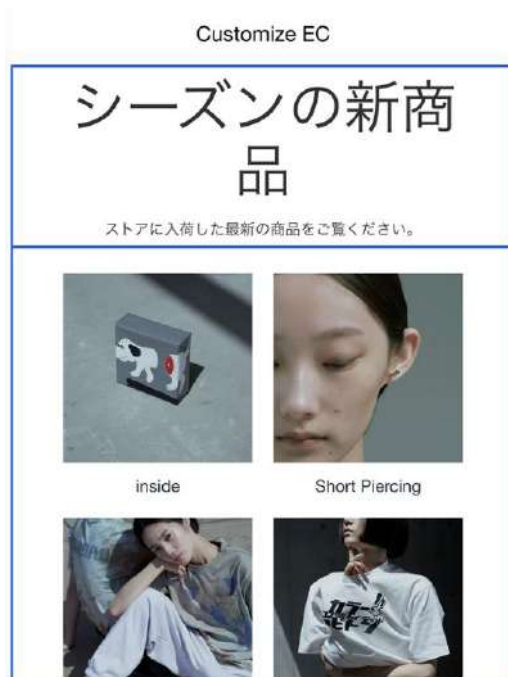 Customize EC
シーズンの新商
品
ストアに入荷した最新の商品をご覧ください。
inside
Short Piercing